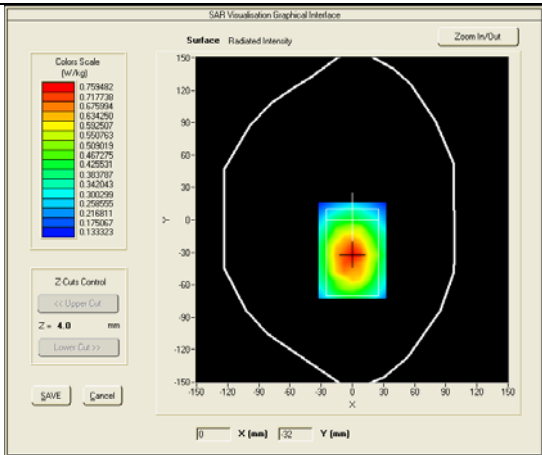 SAR Visualisation Graphical Interface
Surface Radiated Intensity
Zoom In/Out
Colors Scale
(W/kg)
0.759482
0.717738
0.675994
0.634250
0.592507
0.550763
0.509019
0.467275
0.425531
0.383787
0.342043
0.300299
0.258555
0.216811
0.175067
0.133323
Z Cuts Control
<< Upper Cut
Z = 4.0 mm
Lower Cut >>
SAVE Cancel
150
120
90
60
30
0
-30
-60
-90
-120
-150
Y
-150 -120 -90 -60 -30 0 30 60 90 120 150
X
0 X (mm) -32 Y (mm)